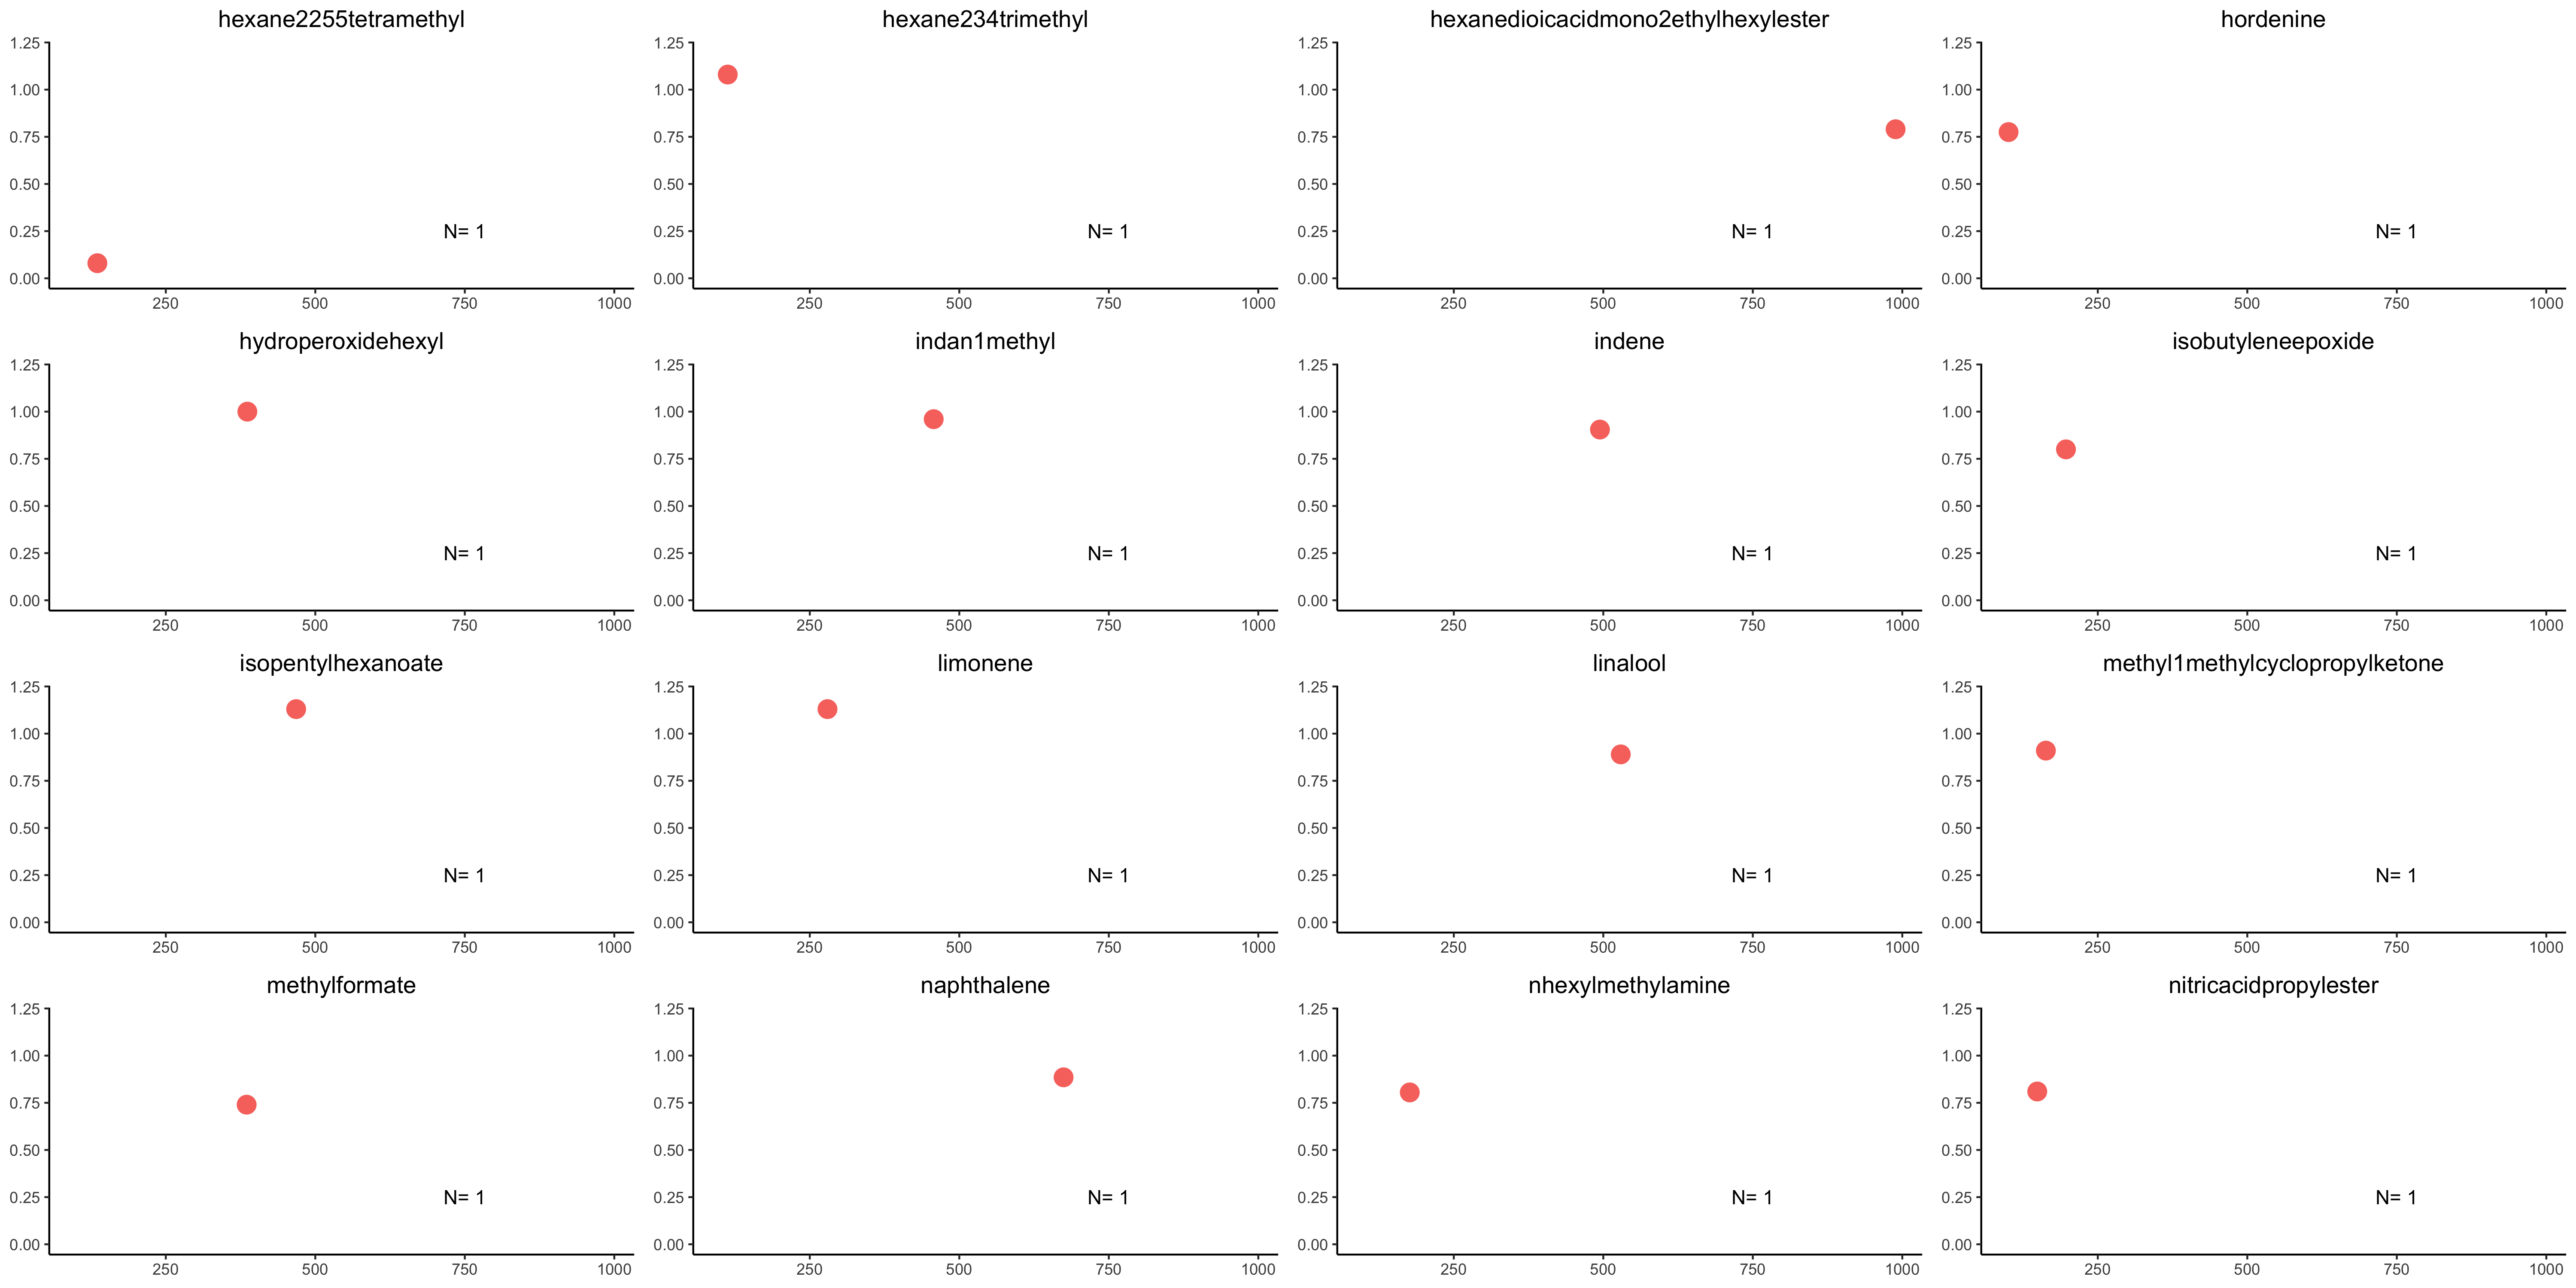 hexane2255tetramethyl
1.25
1.00
0.75
0.50
0.25
0.00
N= 1
250 500 750 1000
hexane234trimethyl
1.25
1.00
0.75
0.50
0.25
0.00
N= 1
250 500 750 1000
hexanedioicacidmono2ethylhexylester
1.25
1.00
0.75
0.50
0.25
0.00
N= 1
250 500 750 1000
hordenine
1.25
1.00
0.75
0.50
0.25
0.00
N= 1
250 500 750 1000
hydroperoxidehexyl
1.25
1.00
0.75
0.50
0.25
0.00
N= 1
250 500 750 1000
indan1methyl
1.25
1.00
0.75
0.50
0.25
0.00
N= 1
250 500 750 1000
indene
1.25
1.00
0.75
0.50
0.25
0.00
N= 1
250 500 750 1000
isobutyleneepoxide
1.25
1.00
0.75
0.50
0.25
0.00
N= 1
250 500 750 1000
isopentylhexanoate
1.25
1.00
0.75
0.50
0.25
0.00
N= 1
250 500 750 1000
limonene
1.25
1.00
0.75
0.50
0.25
0.00
N= 1
250 500 750 1000
linalool
1.25
1.00
0.75
0.50
0.25
0.00
N= 1
250 500 750 1000
methyl1methylcyclopropylketone
1.25
1.00
0.75
0.50
0.25
0.00
N= 1
250 500 750 1000
methylformate
1.25
1.00
0.75
0.50
0.25
0.00
N= 1
250 500 750 1000
naphthalene
1.25
1.00
0.75
0.50
0.25
0.00
N= 1
250 500 750 1000
nhexylmethylamine
1.25
1.00
0.75
0.50
0.25
0.00
N= 1
250 500 750 1000
nitricacidpropylester
1.25
1.00
0.75
0.50
0.25
0.00
N= 1
250 500 750 1000